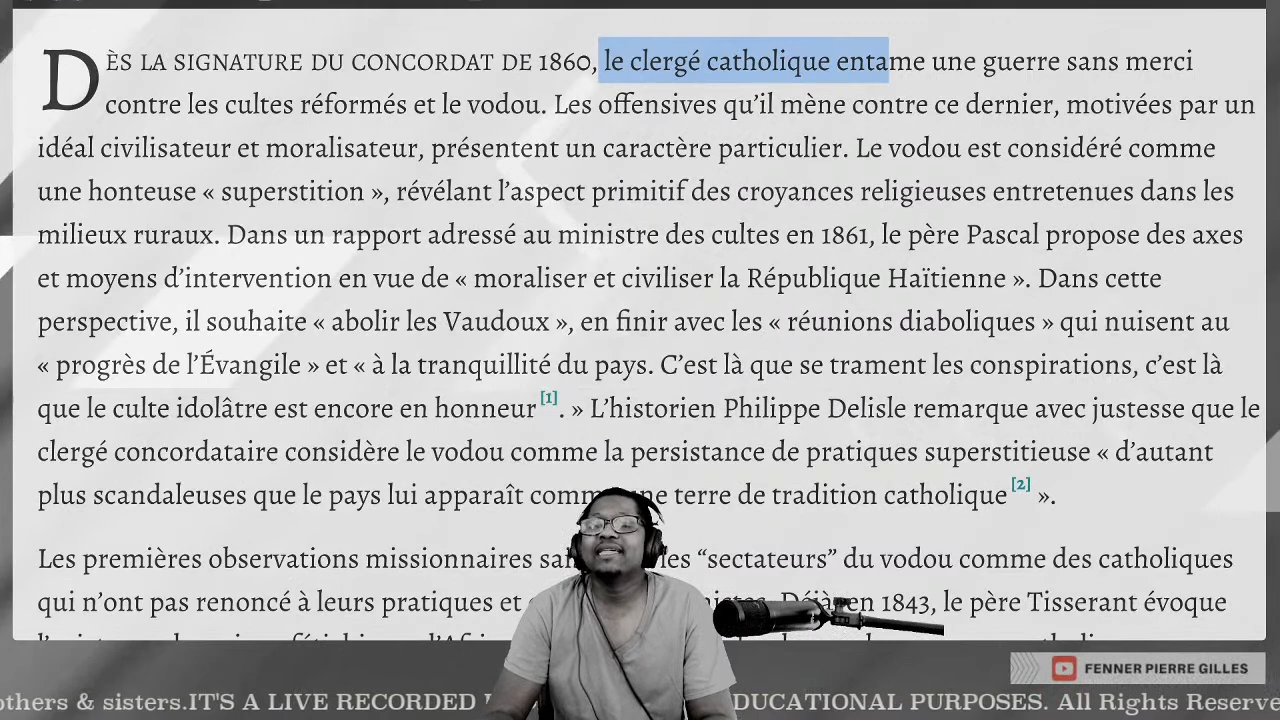 DÈS LA SIGNATURE DU CONCORDAT DE 1860, le clergé catholique entame une guerre sans merci
contre les cultes réformés et le vodou. Les offensives qu’il mène contre ce dernier, motivées par un
idéal civilisateur et moralisateur, présentent un caractère particulier. Le vodou est considéré comme
une honteuse « superstition », révélant l’aspect primitif des croyances religieuses entretenues dans les
milieux ruraux. Dans un rapport adressé au ministre des cultes en 1861, le père Pascal propose des axes
et moyens d’intervention en vue de « moraliser et civiliser la République Haïtienne ». Dans cette
perspective, il souhaite « abolir les Vaudoux », en finir avec les « réunions diaboliques » qui nuisent au
« progrès de l’Évangile » et « à la tranquillité du pays. C’est là que se trament les conspirations, c’est là
que le culte idolâtre est encore en honneur [1]. » L’historien Philippe Delisle remarque avec justesse que le
clergé concordataire considère le vodou comme la persistance de pratiques superstitieuse « d’autant
plus scandaleuses que le pays lui apparaît comme une terre de tradition catholique [2] ».
Les premières observations missionnaires les “sectateurs” du vodou comme des catholiques
qui n’ont pas renoncé à leurs pratiques et Déjà en 1843, le père Tisserant évoque
FENNER PIERRE GILLES
others & sisters.IT'S A LIVE RECORDED EDUCATIONAL PURPOSES. All Rights Reserve